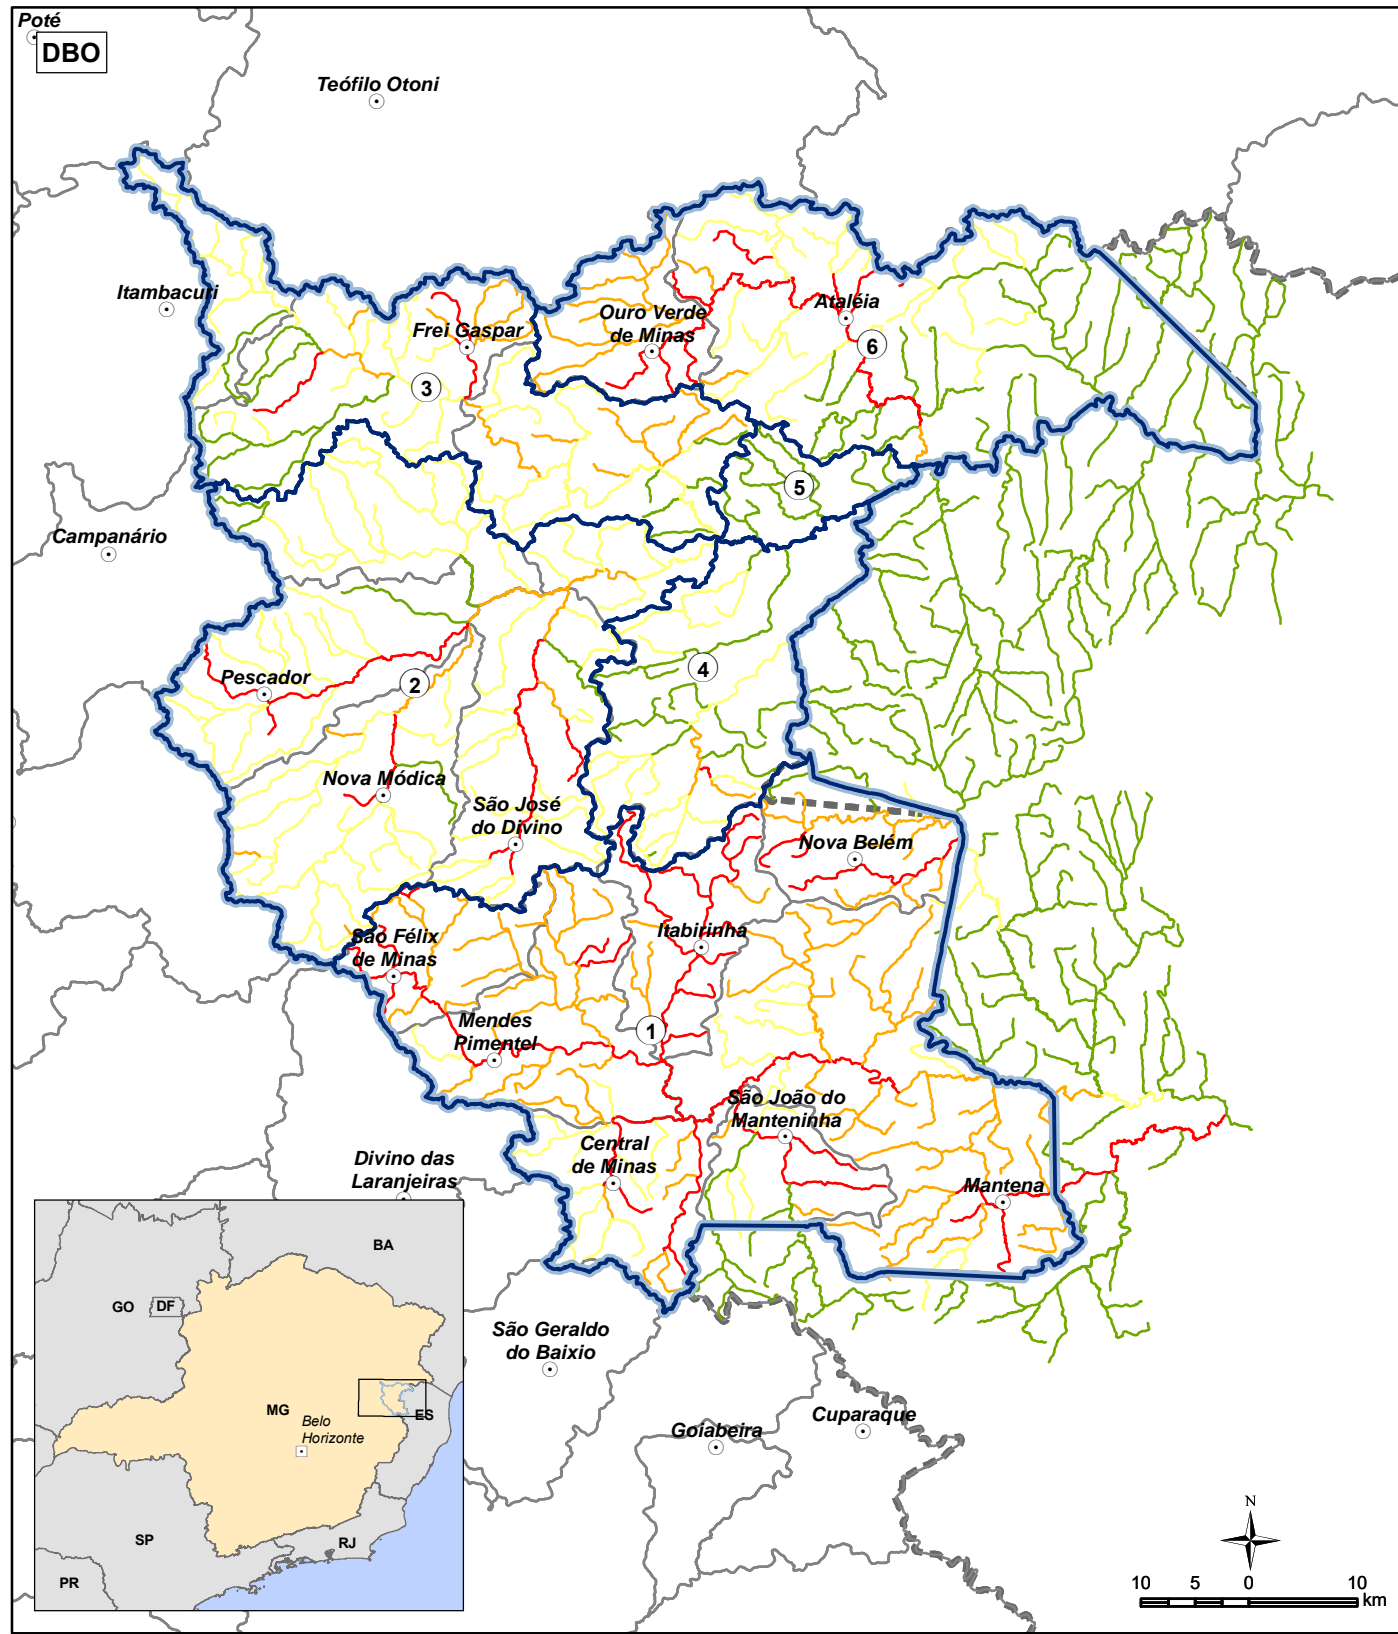 Poté
DBO
Teófilo Otoni
Itambacuri
Frei Gaspar
Ouro Verde
de Minas
Ataléia
6
3
5
Campanário
4
Pescador
2
Nova Módica
São José
do Divino
Nova Belém
Itabirinha
São Félix
de Minas
Mendes
Pimentel
1
São João do
Manteninha
Central
de Minas
Divino das
Laranjeiras
Mantena
BA
GO
DF
MG
Belo
Horizonte
ES
SP
RJ
PR
São Geraldo
do Baixio
Goiabeira
Cuparaque
N
10 5 0 10
km